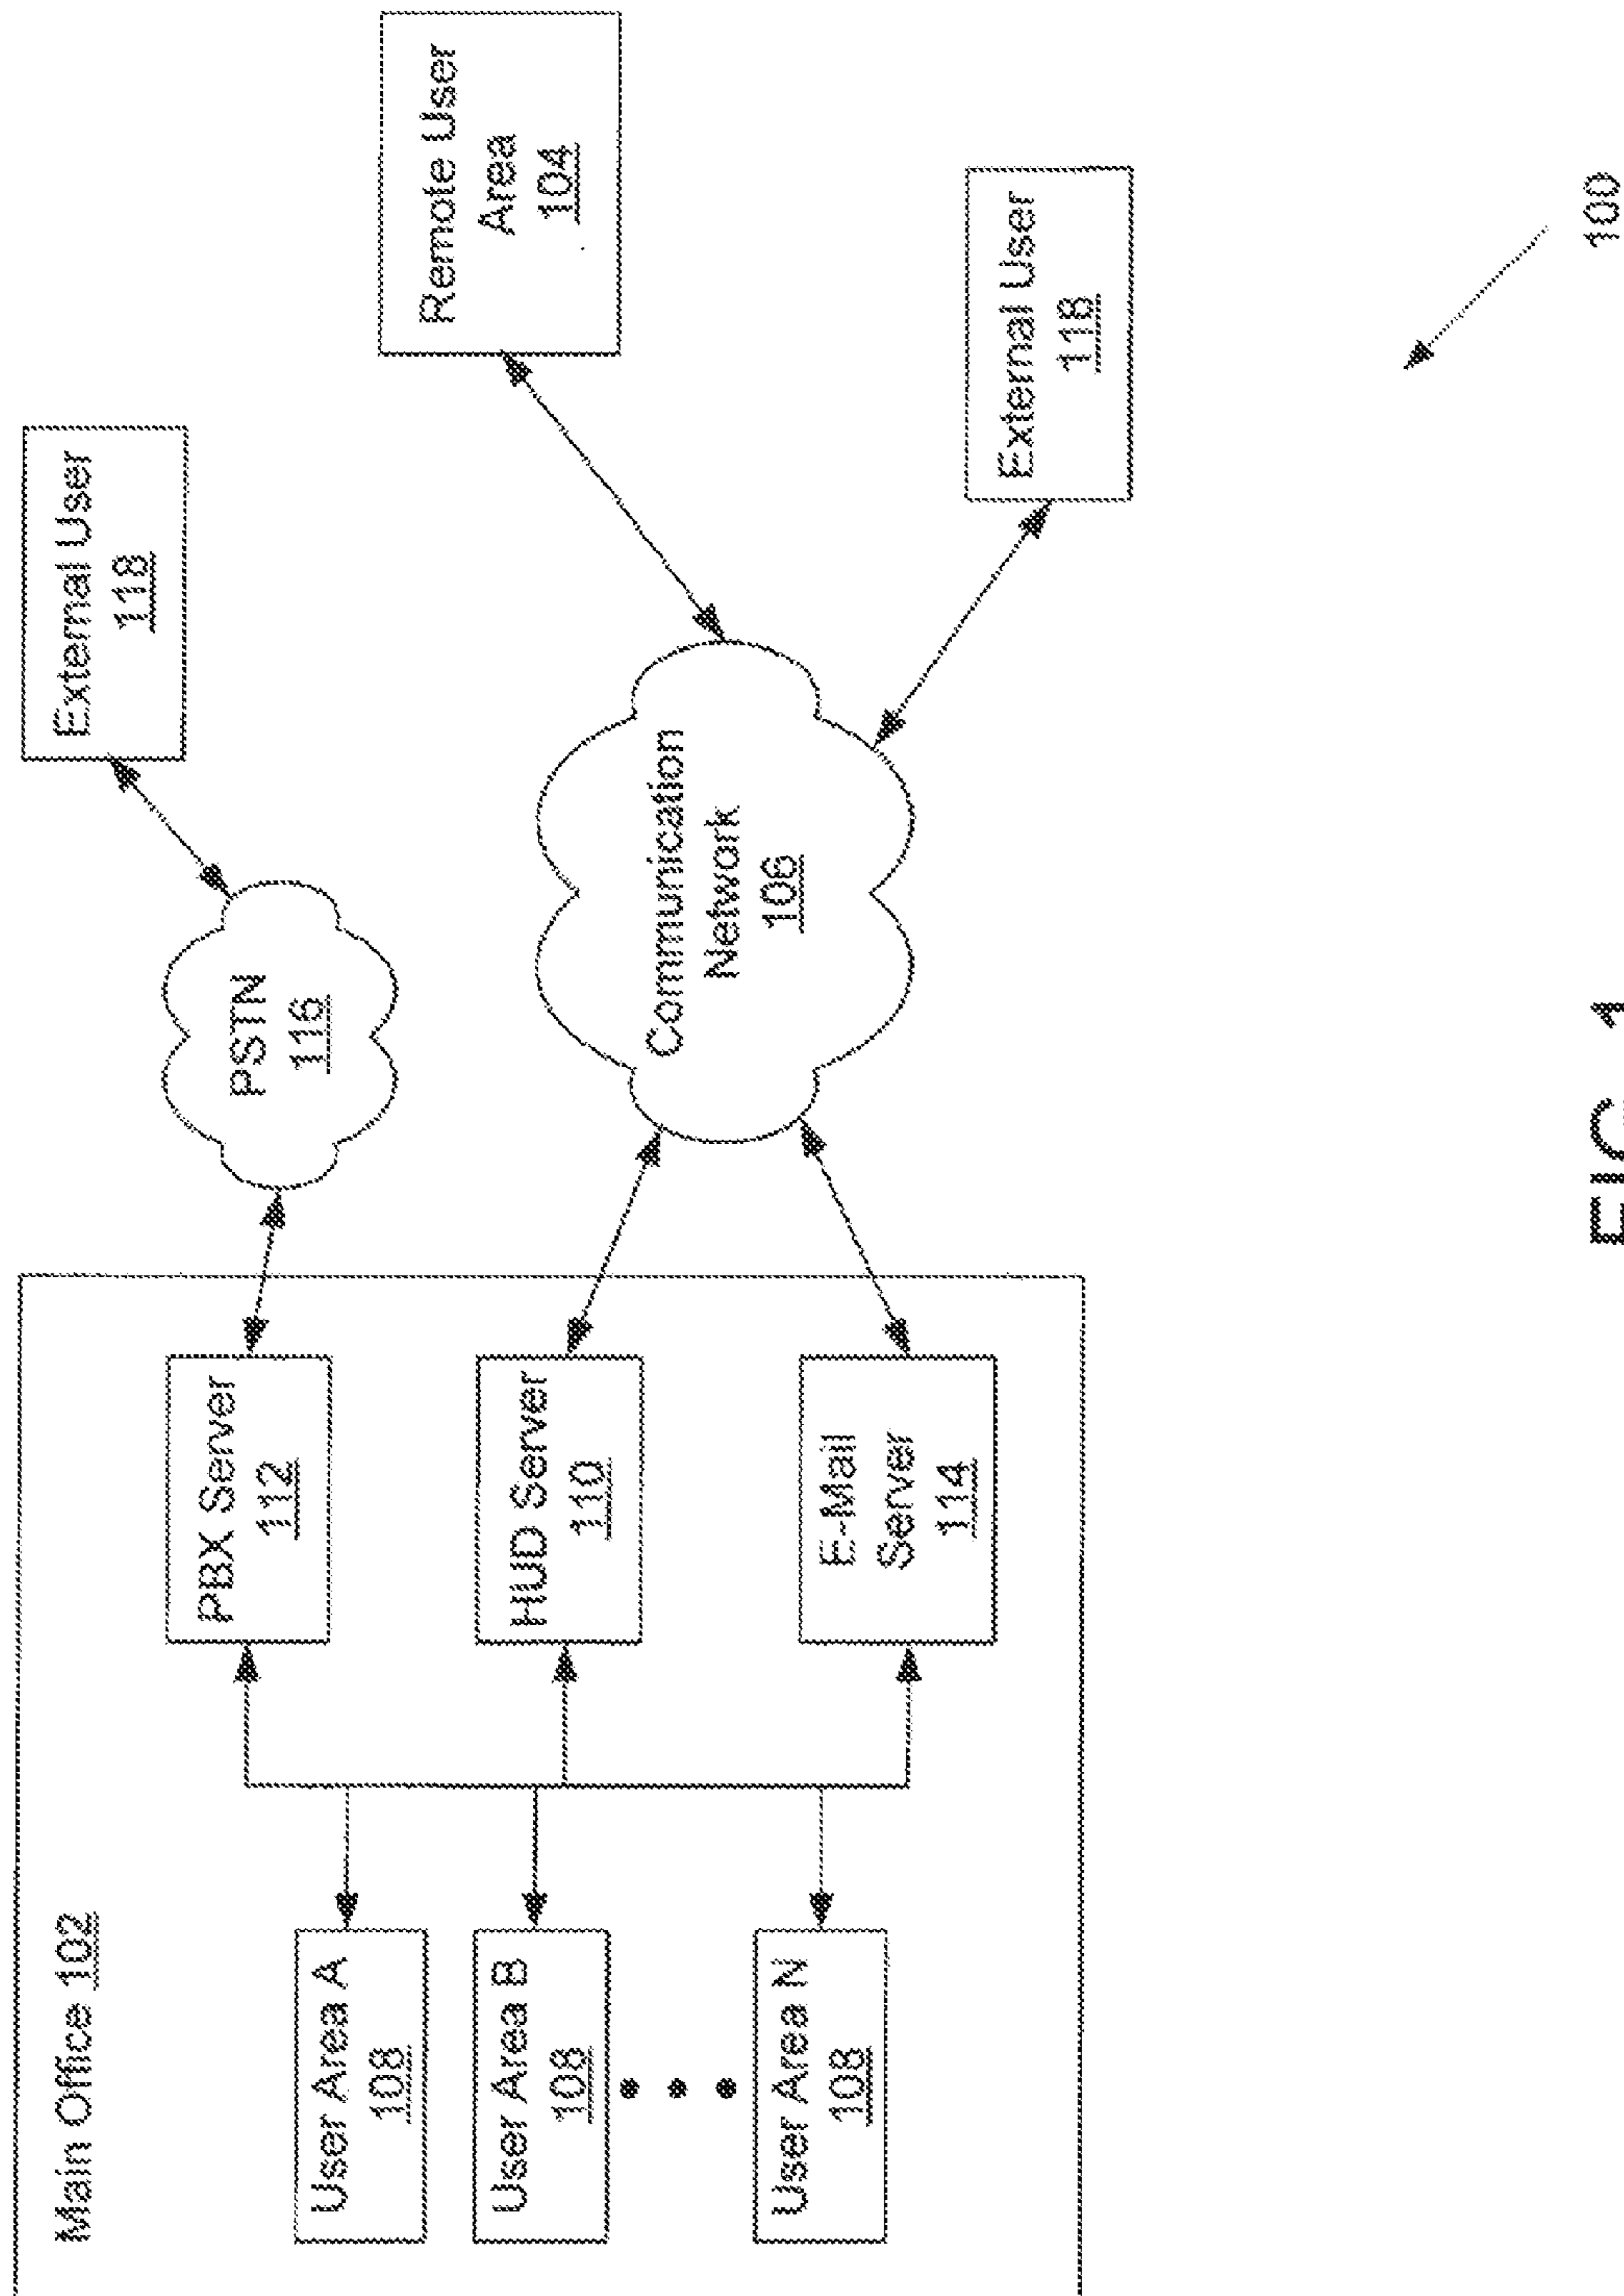 Main Office 102
User Area A
108
User Area B
108
User Area N
108
PBX Server
112
HUD Server
110
E-Mail
Server
114
PSTN
116
Communication
Network
106
External User
118
Remote User
Area
104
External User
118
100
FIG. 1